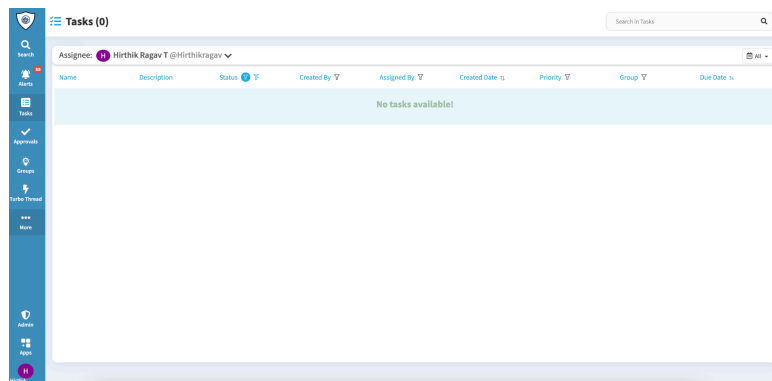 Tasks (0)
Search in Tasks
Search
Alerts
Tasks
Approvals
Groups
Turbo Thread
More
Admin
Apps
H
Assignee: H Hirthik Ragav T @Hirthikragav
All
Name Description Status Created By Assigned By Created Date Priority Group Due Date
No tasks available!